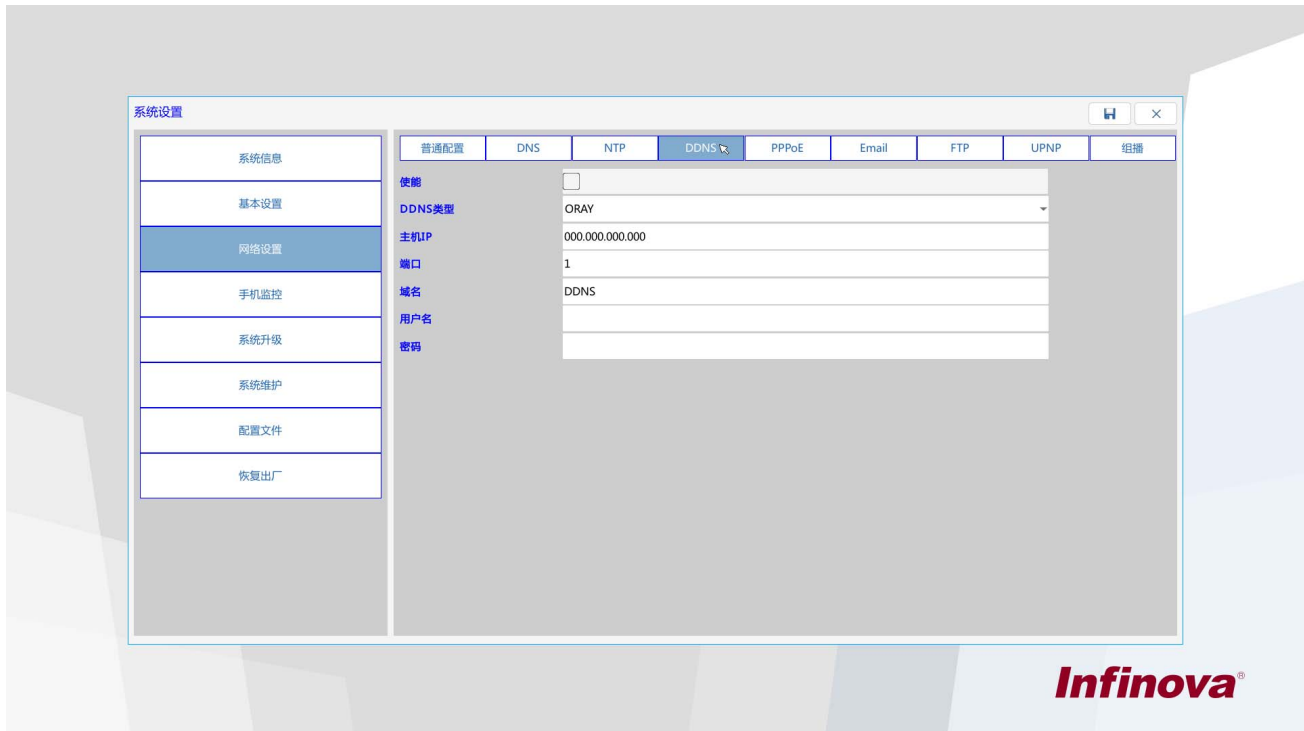 系统设置
系统信息
基本设置
网络设置
手机监控
系统升级
系统维护
配置文件
恢复出厂
普通配置 DNS NTP DDNS PPPoE Email FTP UPNP 组播
使能
DDNS类型 ORAY
主机IP 000.000.000.000
端口 1
域名 DDNS
用户名
密码
Infinova®